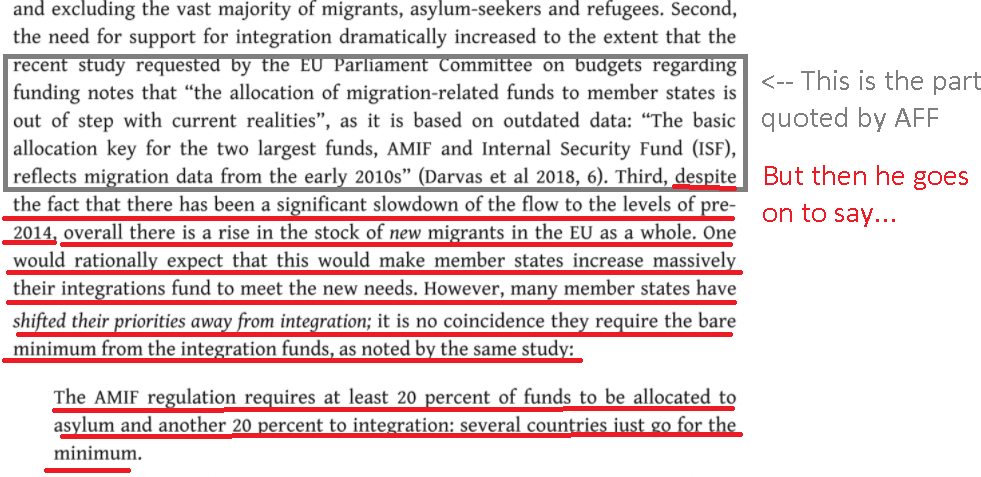 and excluding the vast majority of migrants, asylum-seekers and refugees. Second,
the need for support for integration dramatically increased to the extent that the
recent study requested by the EU Parliament Committee on budgets regarding
funding notes that “the allocation of migration-related funds to member states is
out of step with current realities”, as it is based on outdated data: “The basic
allocation key for the two largest funds, AMIF and Internal Security Fund (ISF),
reflects migration data from the early 2010s” (Darvas et al 2018, 6). Third, despite
the fact that there has been a significant slowdown of the flow to the levels of pre-
2014, overall there is a rise in the stock of new migrants in the EU as a whole. One
would rationally expect that this would make member states increase massively
their integrations fund to meet the new needs. However, many member states have
shifted their priorities away from integration; it is no coincidence they require the bare
minimum from the integration funds, as noted by the same study:
The AMIF regulation requires at least 20 percent of funds to be allocated to
asylum and another 20 percent to integration: several countries just go for the
minimum.
<-- This is the part
quoted by AFF
But then he goes
on to say...